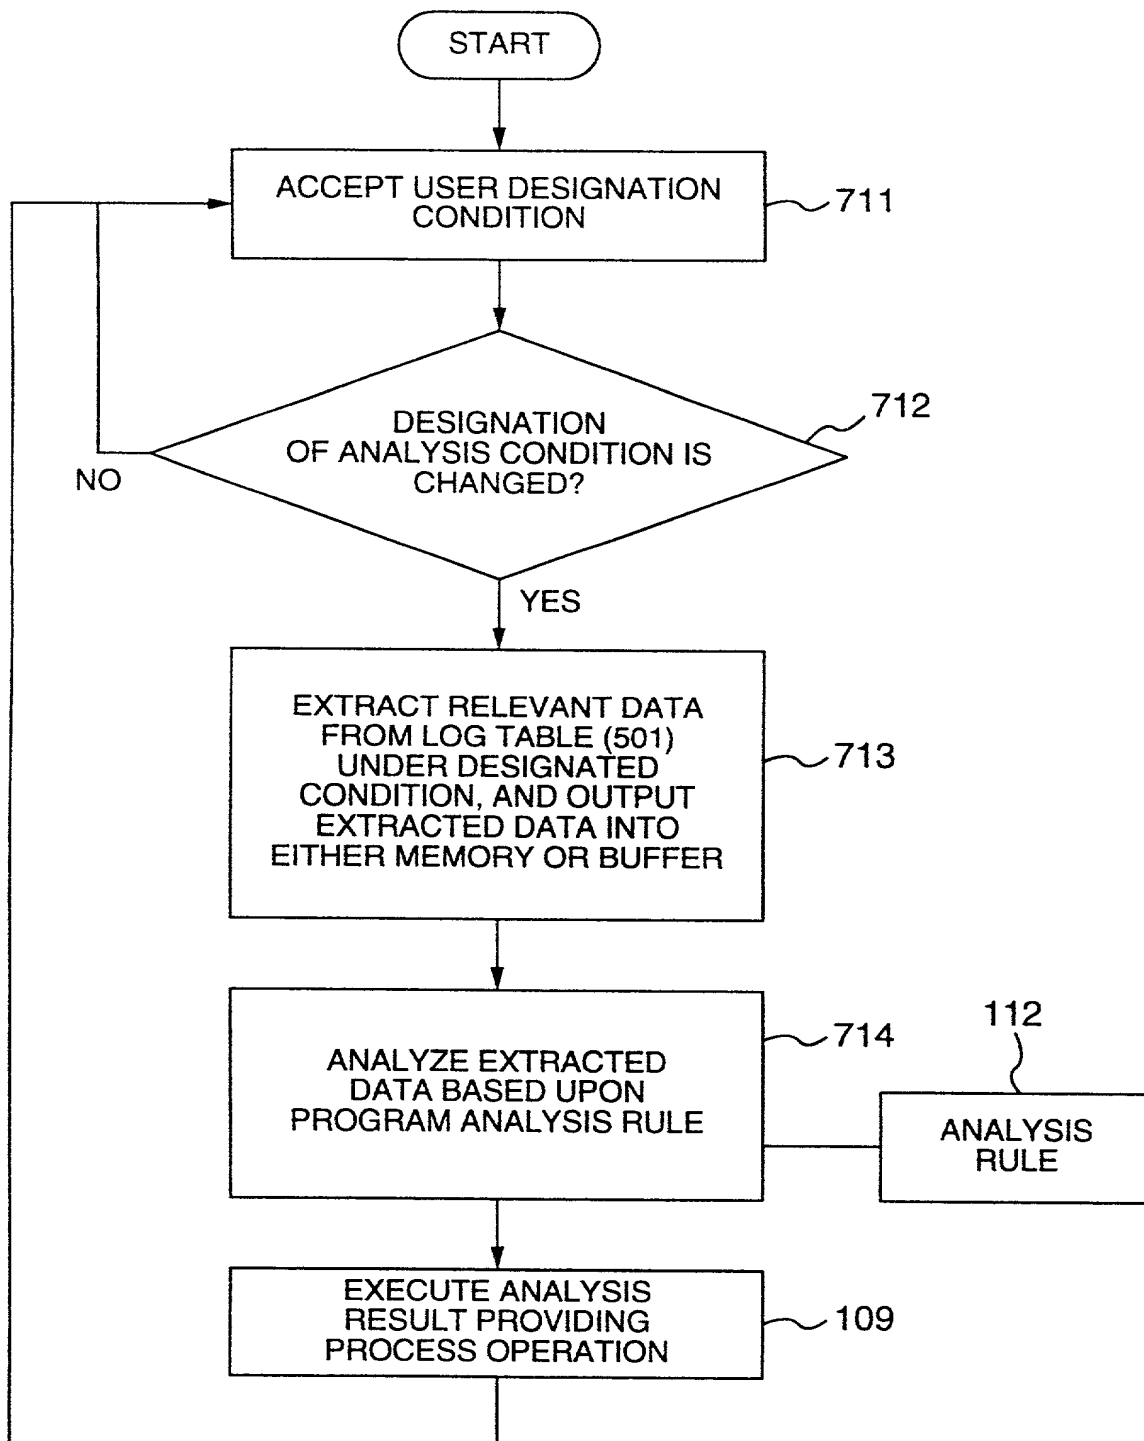 START
ACCEPT USER DESIGNATION
CONDITION
711
DESIGNATION
OF ANALYSIS CONDITION IS
CHANGED?
712
NO
YES
EXTRACT RELEVANT DATA
FROM LOG TABLE (501)
UNDER DESIGNATED
CONDITION, AND OUTPUT
EXTRACTED DATA INTO
EITHER MEMORY OR BUFFER
713
ANALYZE EXTRACTED
DATA BASED UPON
PROGRAM ANALYSIS RULE
714
112
ANALYSIS
RULE
EXECUTE ANALYSIS
RESULT PROVIDING
PROCESS OPERATION
109